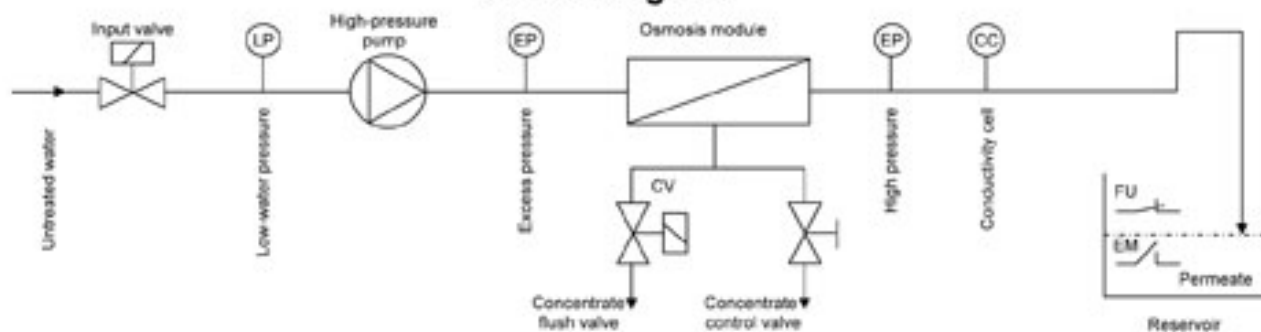 Input valve
LP
High-pressure
pump
EP
Osmosis module
EP
CC
Untreated water
Low-water pressure
Excess pressure
CV
High pressure
Conductivity cell
FU
EM
Permeate
Concentrate
flush valve
Concentrate
control valve
Reservoir